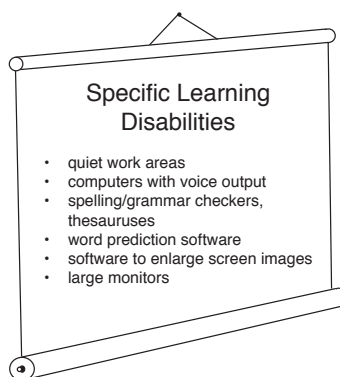 Specific Learning
Disabilities
• quiet work areas
• computers with voice output
• spelling/grammar checkers,
thesauruses
• word prediction software
• software to enlarge screen images
• large monitors